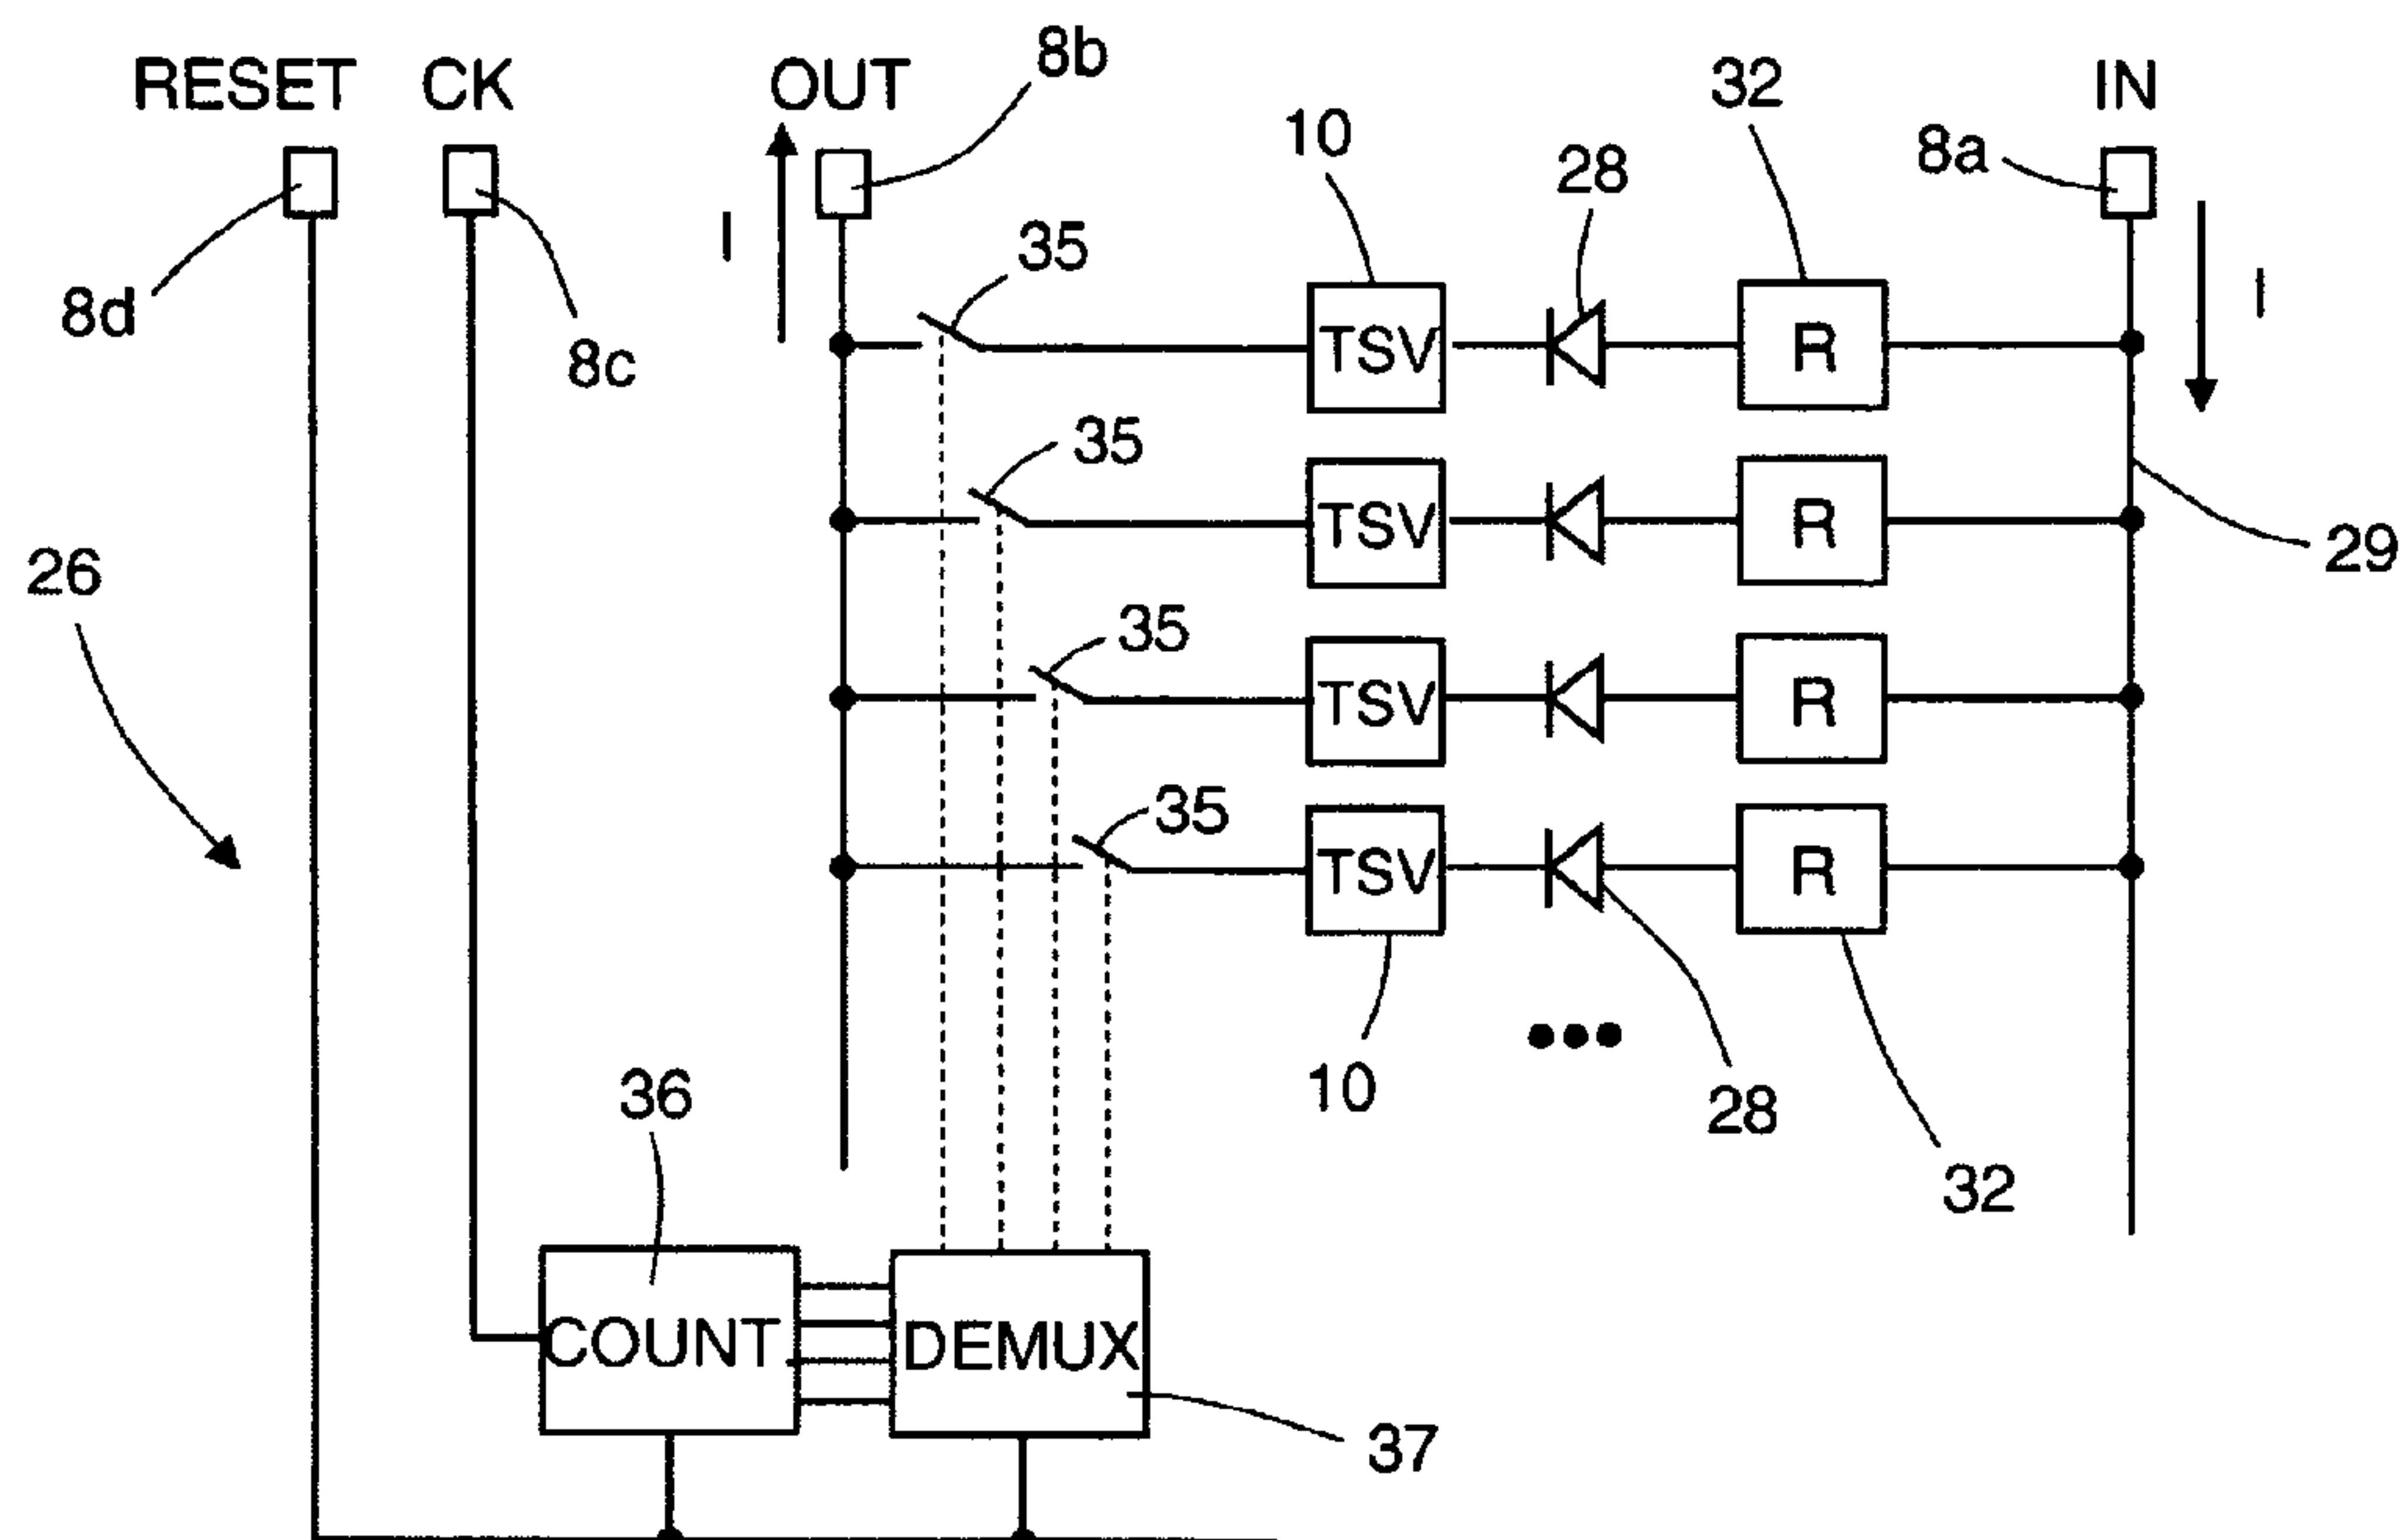 RESET CK OUT 8b 32 IN
10 28 8a
I 35 I
8d 8c
TSV R
35
26 TSV R 29
35
TSV R
35
TSV R
36 10 28
32
COUNT DEMUX
37